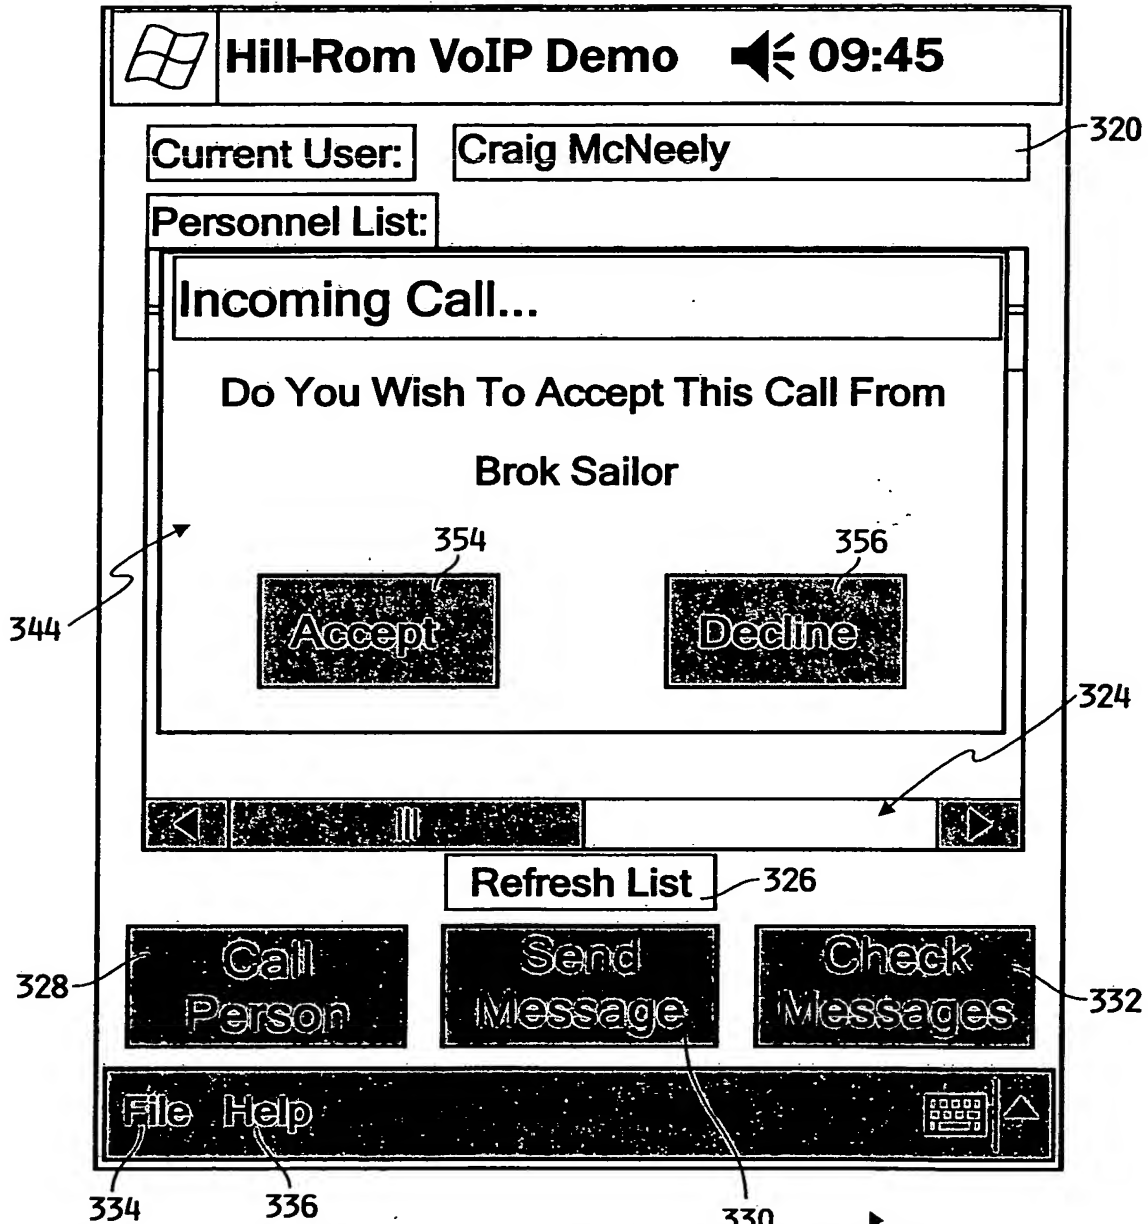 Hill-Rom VoIP Demo 09:45
Current User: Craig McNeely
320
Personnel List:
Incoming Call...
Do You Wish To Accept This Call From
Brok Sailor
354
356
344
Accept
Decline
324
Refresh List
326
Call
Person
Send
Message
Check
Messages
328
332
File Help
334
336
330